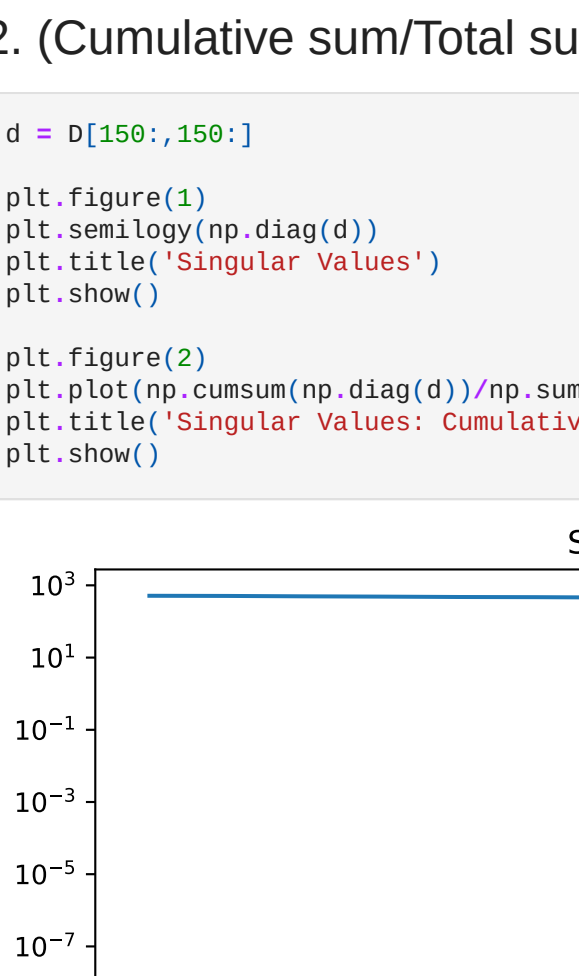 2. (Cumulative sum/Total su
d = D[150:,150:]
plt.figure(1)
plt.semilogy(np.diag(d))
plt.title('Singular Values')
plt.show()
plt.figure(2)
plt.plot(np.cumsum(np.diag(d))/np.sum
plt.title('Singular Values: Cumulativ
plt.show()
S
10³
10¹
10⁻¹
10⁻³
10⁻⁵
10⁻⁷